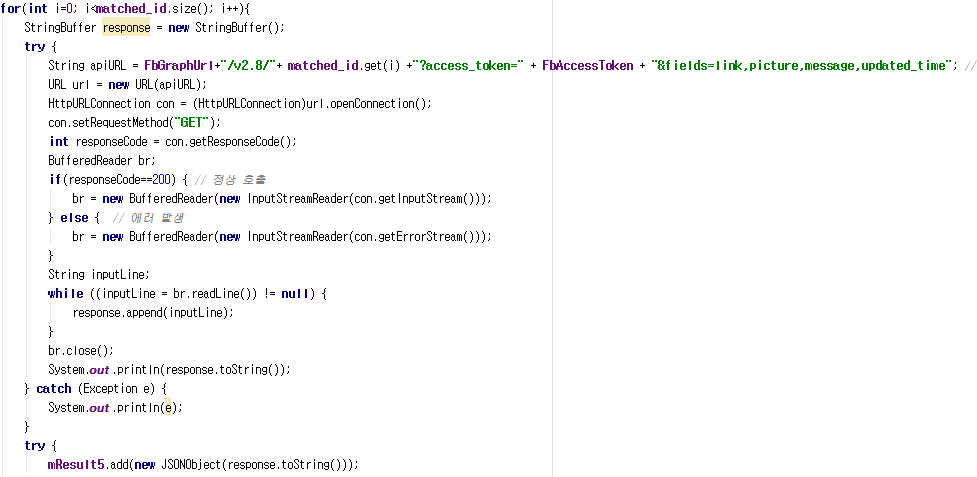 for(int i=0; i<matched_id.size(); i++){
StringBuffer response = new StringBuffer();
try {
String apiURL = FbGraphUrl+"/v2.8/"+ matched_id.get(i) +"?access_token=" + FbAccessToken + "&fields=link,picture,message,updated_time"; //
URL url = new URL(apiURL);
HttpURLConnection con = (HttpURLConnection)url.openConnection();
con.setRequestMethod("GET");
int responseCode = con.getResponseCode();
BufferedReader br;
if(responseCode==200) { // 정상 호출
br = new BufferedReader(new InputStreamReader(con.getInputStream()));
} else {  // 에러 발생
br = new BufferedReader(new InputStreamReader(con.getErrorStream()));
}
String inputLine;
while ((inputLine = br.readLine()) != null) {
response.append(inputLine);
}
br.close();
System.out.println(response.toString());
} catch (Exception e) {
System.out.println(e);
}
try {
mResult5.add(new JSONObject(response.toString()));